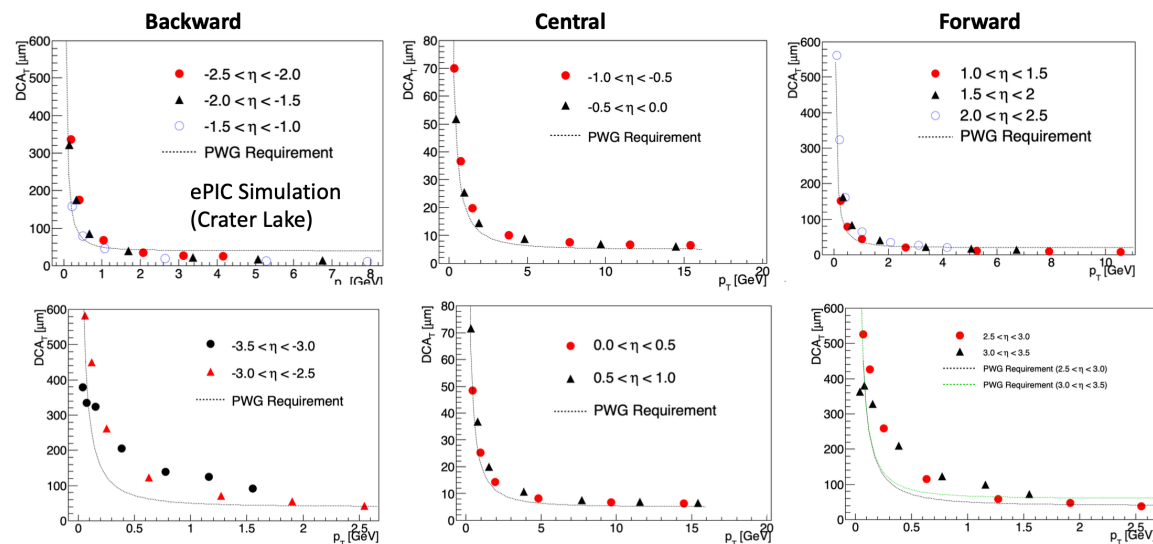 Backward
Central
Forward
DCA_T [μm]
600
500
400
300
200
100
0
-2.5 < η < -2.0
-2.0 < η < -1.5
-1.5 < η < -1.0
PWG Requirement
ePIC Simulation
(Crater Lake)
0 1 2 3 4 5 6 7 8
p_T [GeV]
DCA_T [μm]
80
70
60
50
40
30
20
10
0
-1.0 < η < -0.5
-0.5 < η < 0.0
PWG Requirement
0 5 10 15 20
p_T [GeV]
DCA_T [μm]
600
500
400
300
200
100
0
1.0 < η < 1.5
1.5 < η < 2
2.0 < η < 2.5
PWG Requirement
0 2 4 6 8 10
p_T [GeV]
DCA_T [μm]
600
500
400
300
200
100
0
-3.5 < η < -3.0
-3.0 < η < -2.5
PWG Requirement
0 0.5 1 1.5 2 2.5
p_T [GeV]
DCA_T [μm]
80
70
60
50
40
30
20
10
0
0.0 < η < 0.5
0.5 < η < 1.0
PWG Requirement
0 5 10 15 20
p_T [GeV]
DCA_T [μm]
600
500
400
300
200
100
0
2.5 < η < 3.0
3.0 < η < 3.5
PWG Requirement (2.5 < η < 3.0)
PWG Requirement (3.0 < η < 3.5)
0 0.5 1 1.5 2 2.5
p_T [GeV]